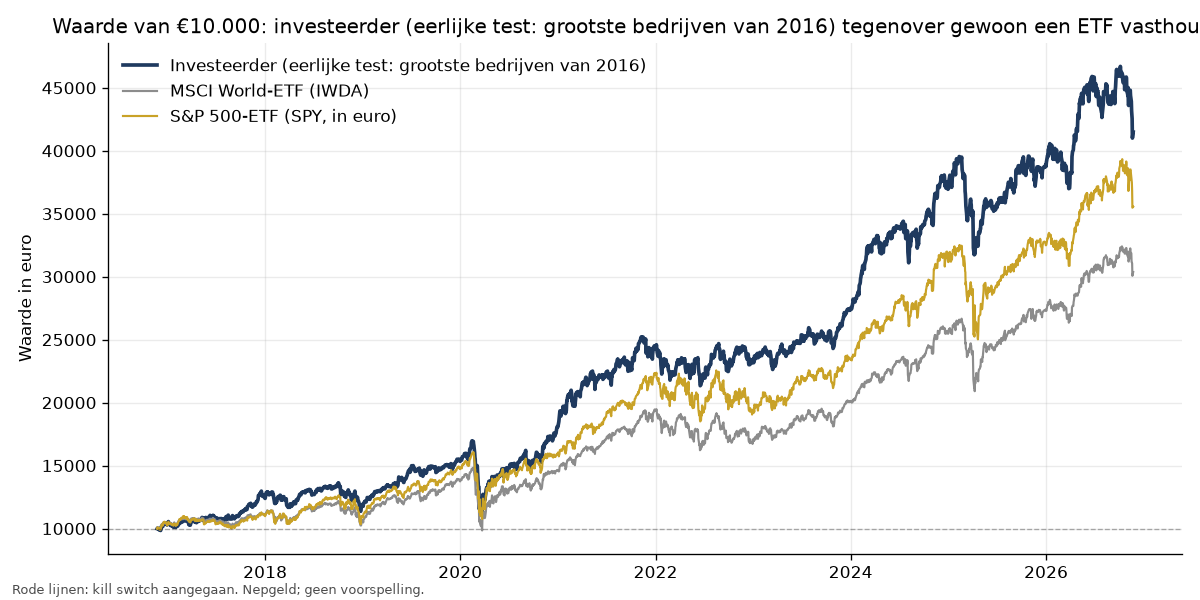 Waarde van €10.000: investeerder (eerlijke test: grootste bedrijven van 2016) tegenover gewoon een ETF vasthou
Investeerder (eerlijke test: grootste bedrijven van 2016)
MSCI World-ETF (IWDA)
S&P 500-ETF (SPY, in euro)
Waarde in euro
45000
40000
35000
30000
25000
20000
15000
10000
2018
2020
2022
2024
2026
Rode lijnen: kill switch aangegaan. Nepgeld; geen voorspelling.